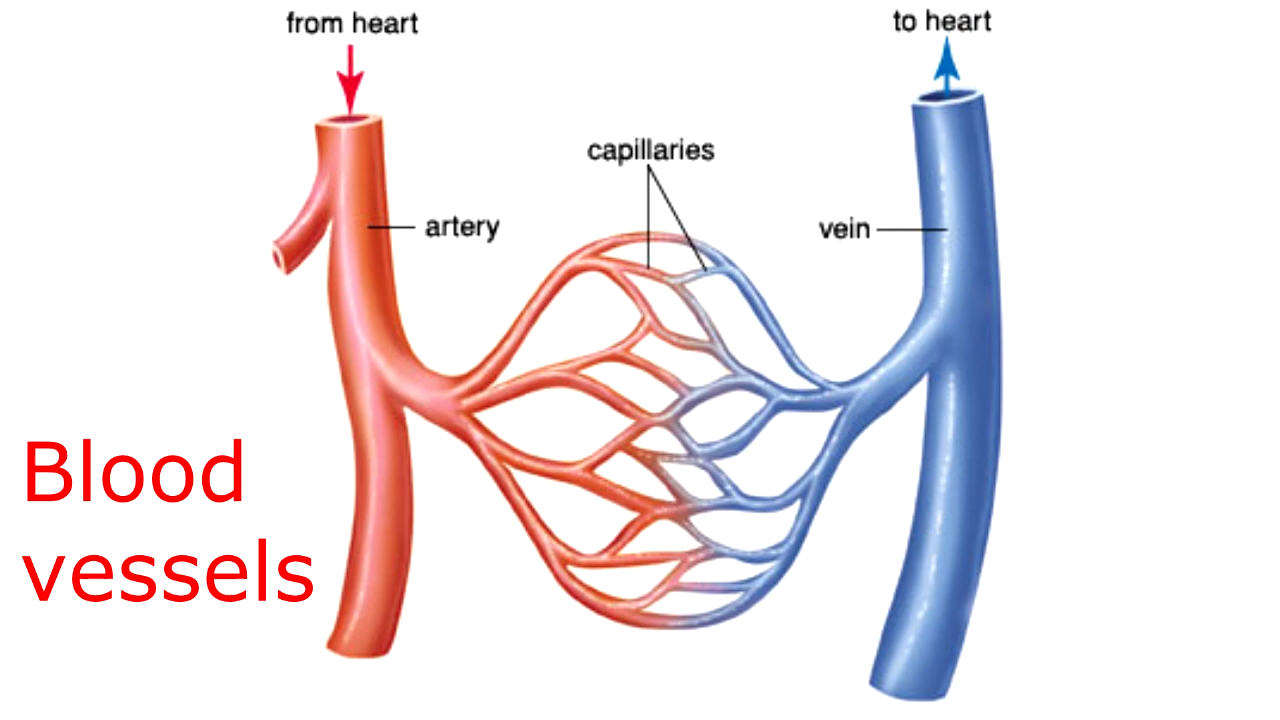 from heart
to heart
capillaries
artery
vein
Blood
vessels